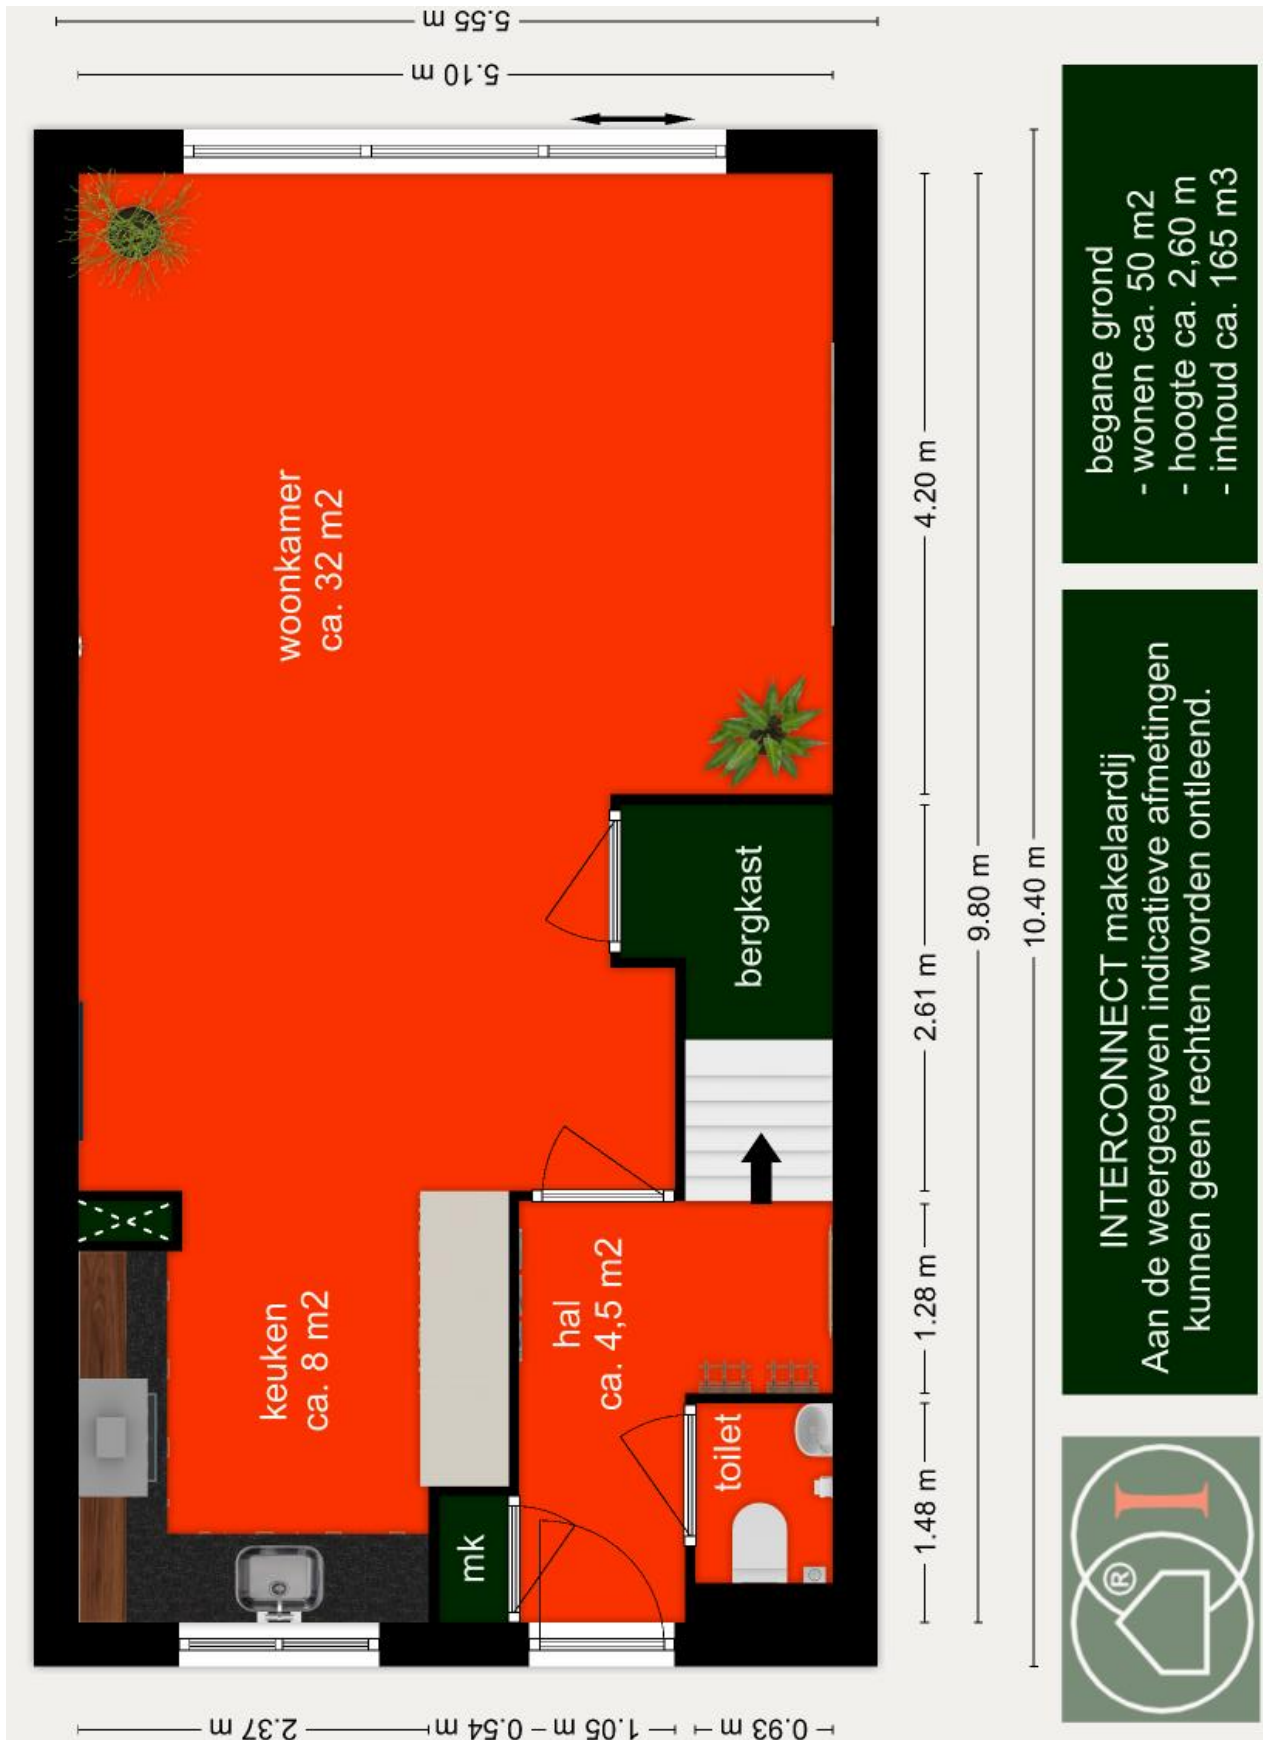 5.55 m
5.10 m
woonkamer
ca. 32 m2
bergkast
keuken
ca. 8 m2
hal
ca. 4,5 m2
toilet
mk
4.20 m
2.61 m
1.28 m
1.48 m
9.80 m
10.40 m
2.37 m
0.54 m
1.05 m
0.93 m
begane grond
- wonen ca. 50 m2
- hoogte ca. 2,60 m
- inhoud ca. 165 m3
INTERCONNECT makelaardij
Aan de weergegeven indicatieve afmetingen
kunnen geen rechten worden ontleend.
I
®